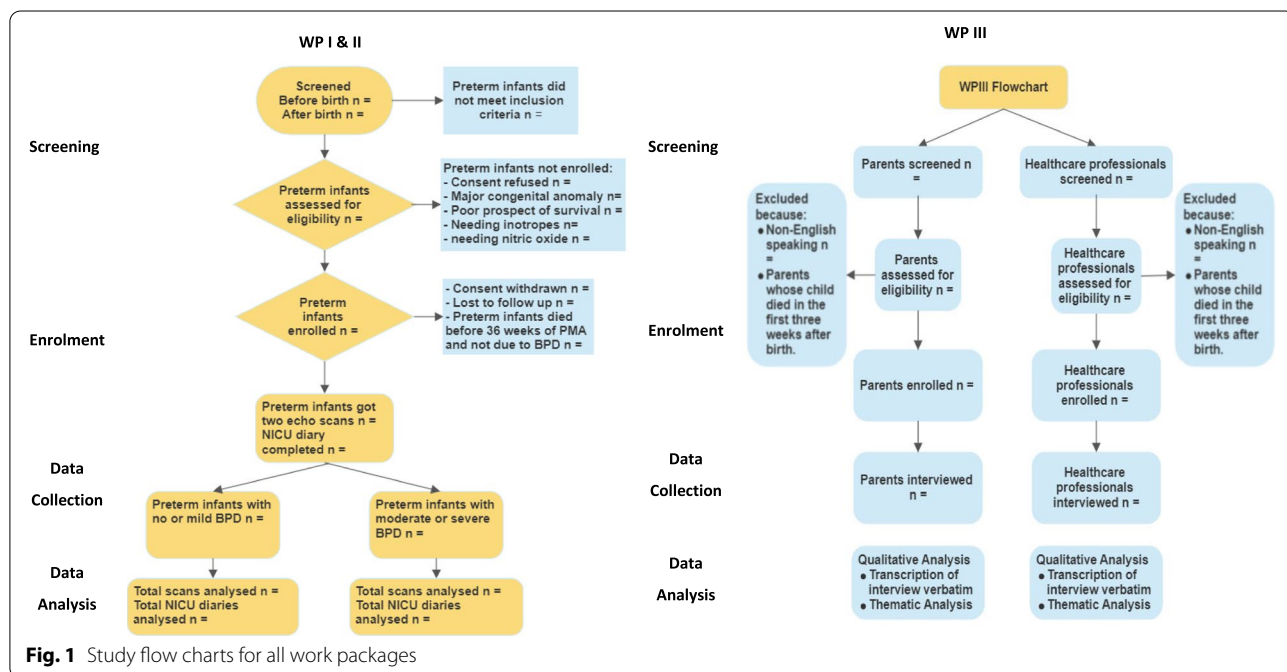 WP I & II
Screened
Before birth n =
After birth n =
Preterm infants did
not meet inclusion
criteria n =
Screening
Preterm infants
assessed for
eligibility n =
Preterm infants not enrolled:
- Consent refused n =
- Major congenital anomaly n=
- Poor prospect of survival n =
- Needing inotropes n=
- needing nitric oxide n =
Enrolment
Preterm
infants
enrolled n =
- Consent withdrawn n =
- Lost to follow up n =
- Preterm infants died
before 36 weeks of PMA
and not due to BPD n =
Preterm infants got
two echo scans n =
NICU diary
completed n =
Data
Collection
Preterm infants with
no or mild BPD n =
Preterm infants with
moderate or severe
BPD n =
Data
Analysis
Total scans analysed n =
Total NICU diaries
analysed n =
Total scans analysed n =
Total NICU diaries
analysed n =
WP III
WPIII Flowchart
Screening
Parents screened n
=
Healthcare professionals
screened n =
Excluded
because:
● Non-English
speaking n
=
● Parents
whose child
died in the
first three
weeks after
birth.
Parents
assessed for
eligibility n =
Healthcare
professionals
assessed for
eligibility n =
Excluded
because:
● Non-English
speaking n
=
● Parents
whose child
died in the
first three
weeks after
birth.
Enrolment
Parents enrolled n =
Healthcare
professionals
enrolled n =
Data
Collection
Parents interviewed
n =
Healthcare
professionals
interviewed n =
Data
Analysis
Qualitative Analysis
● Transcription of
interview verbatim
● Thematic Analysis
Qualitative Analysis
● Transcription of
interview verbatim
● Thematic Analysis
Fig. 1 Study flow charts for all work packages